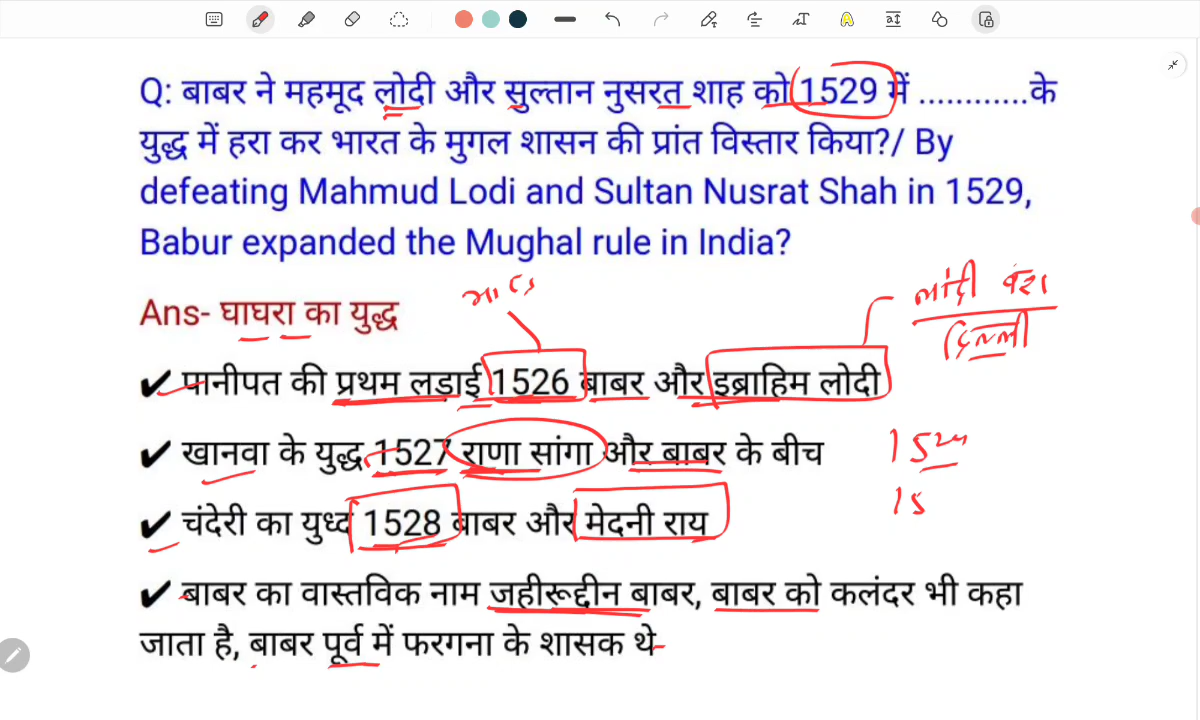 Q: बाबर ने महमूद लोदी और सुल्तान नुसरत शाह को 1529 में ............के
युद्ध में हरा कर भारत के मुगल शासन की प्रांत विस्तार किया?/ By
defeating Mahmud Lodi and Sultan Nusrat Shah in 1529,
Babur expanded the Mughal rule in India?
Ans- घाघरा का युद्ध
लोदी वंश
दिल्ली
✔ पानीपत की प्रथम लड़ाई 1526 बाबर और इब्राहिम लोदी
✔ खानवा के युद्ध 1527 राणा सांगा और बाबर के बीच
✔ चंदेरी का युध्द 1528 बाबर और मेदनी राय
15
✔ बाबर का वास्तविक नाम जहीरूद्दीन बाबर, बाबर को कलंदर भी कहा
जाता है, बाबर पूर्व में फरगना के शासक थे